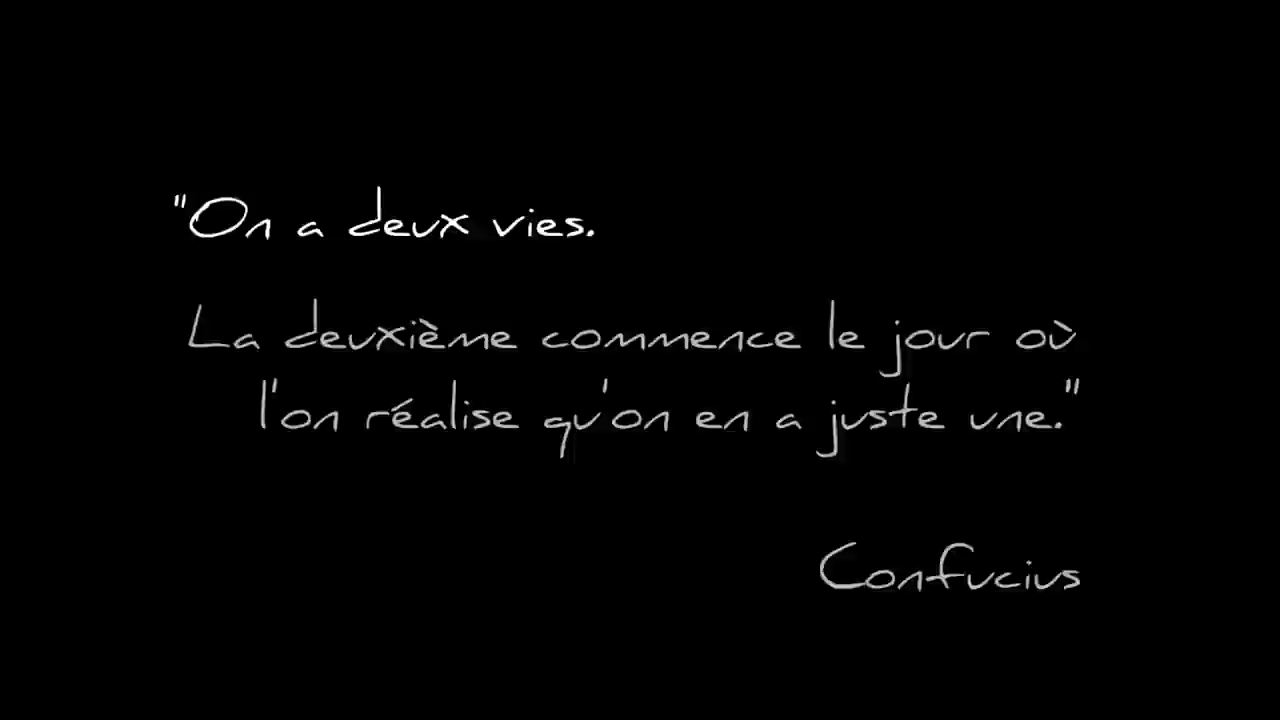 "On a deux vies.
La deuxième commence le jour où
l'on réalise qu'on en a juste une."
Confucius